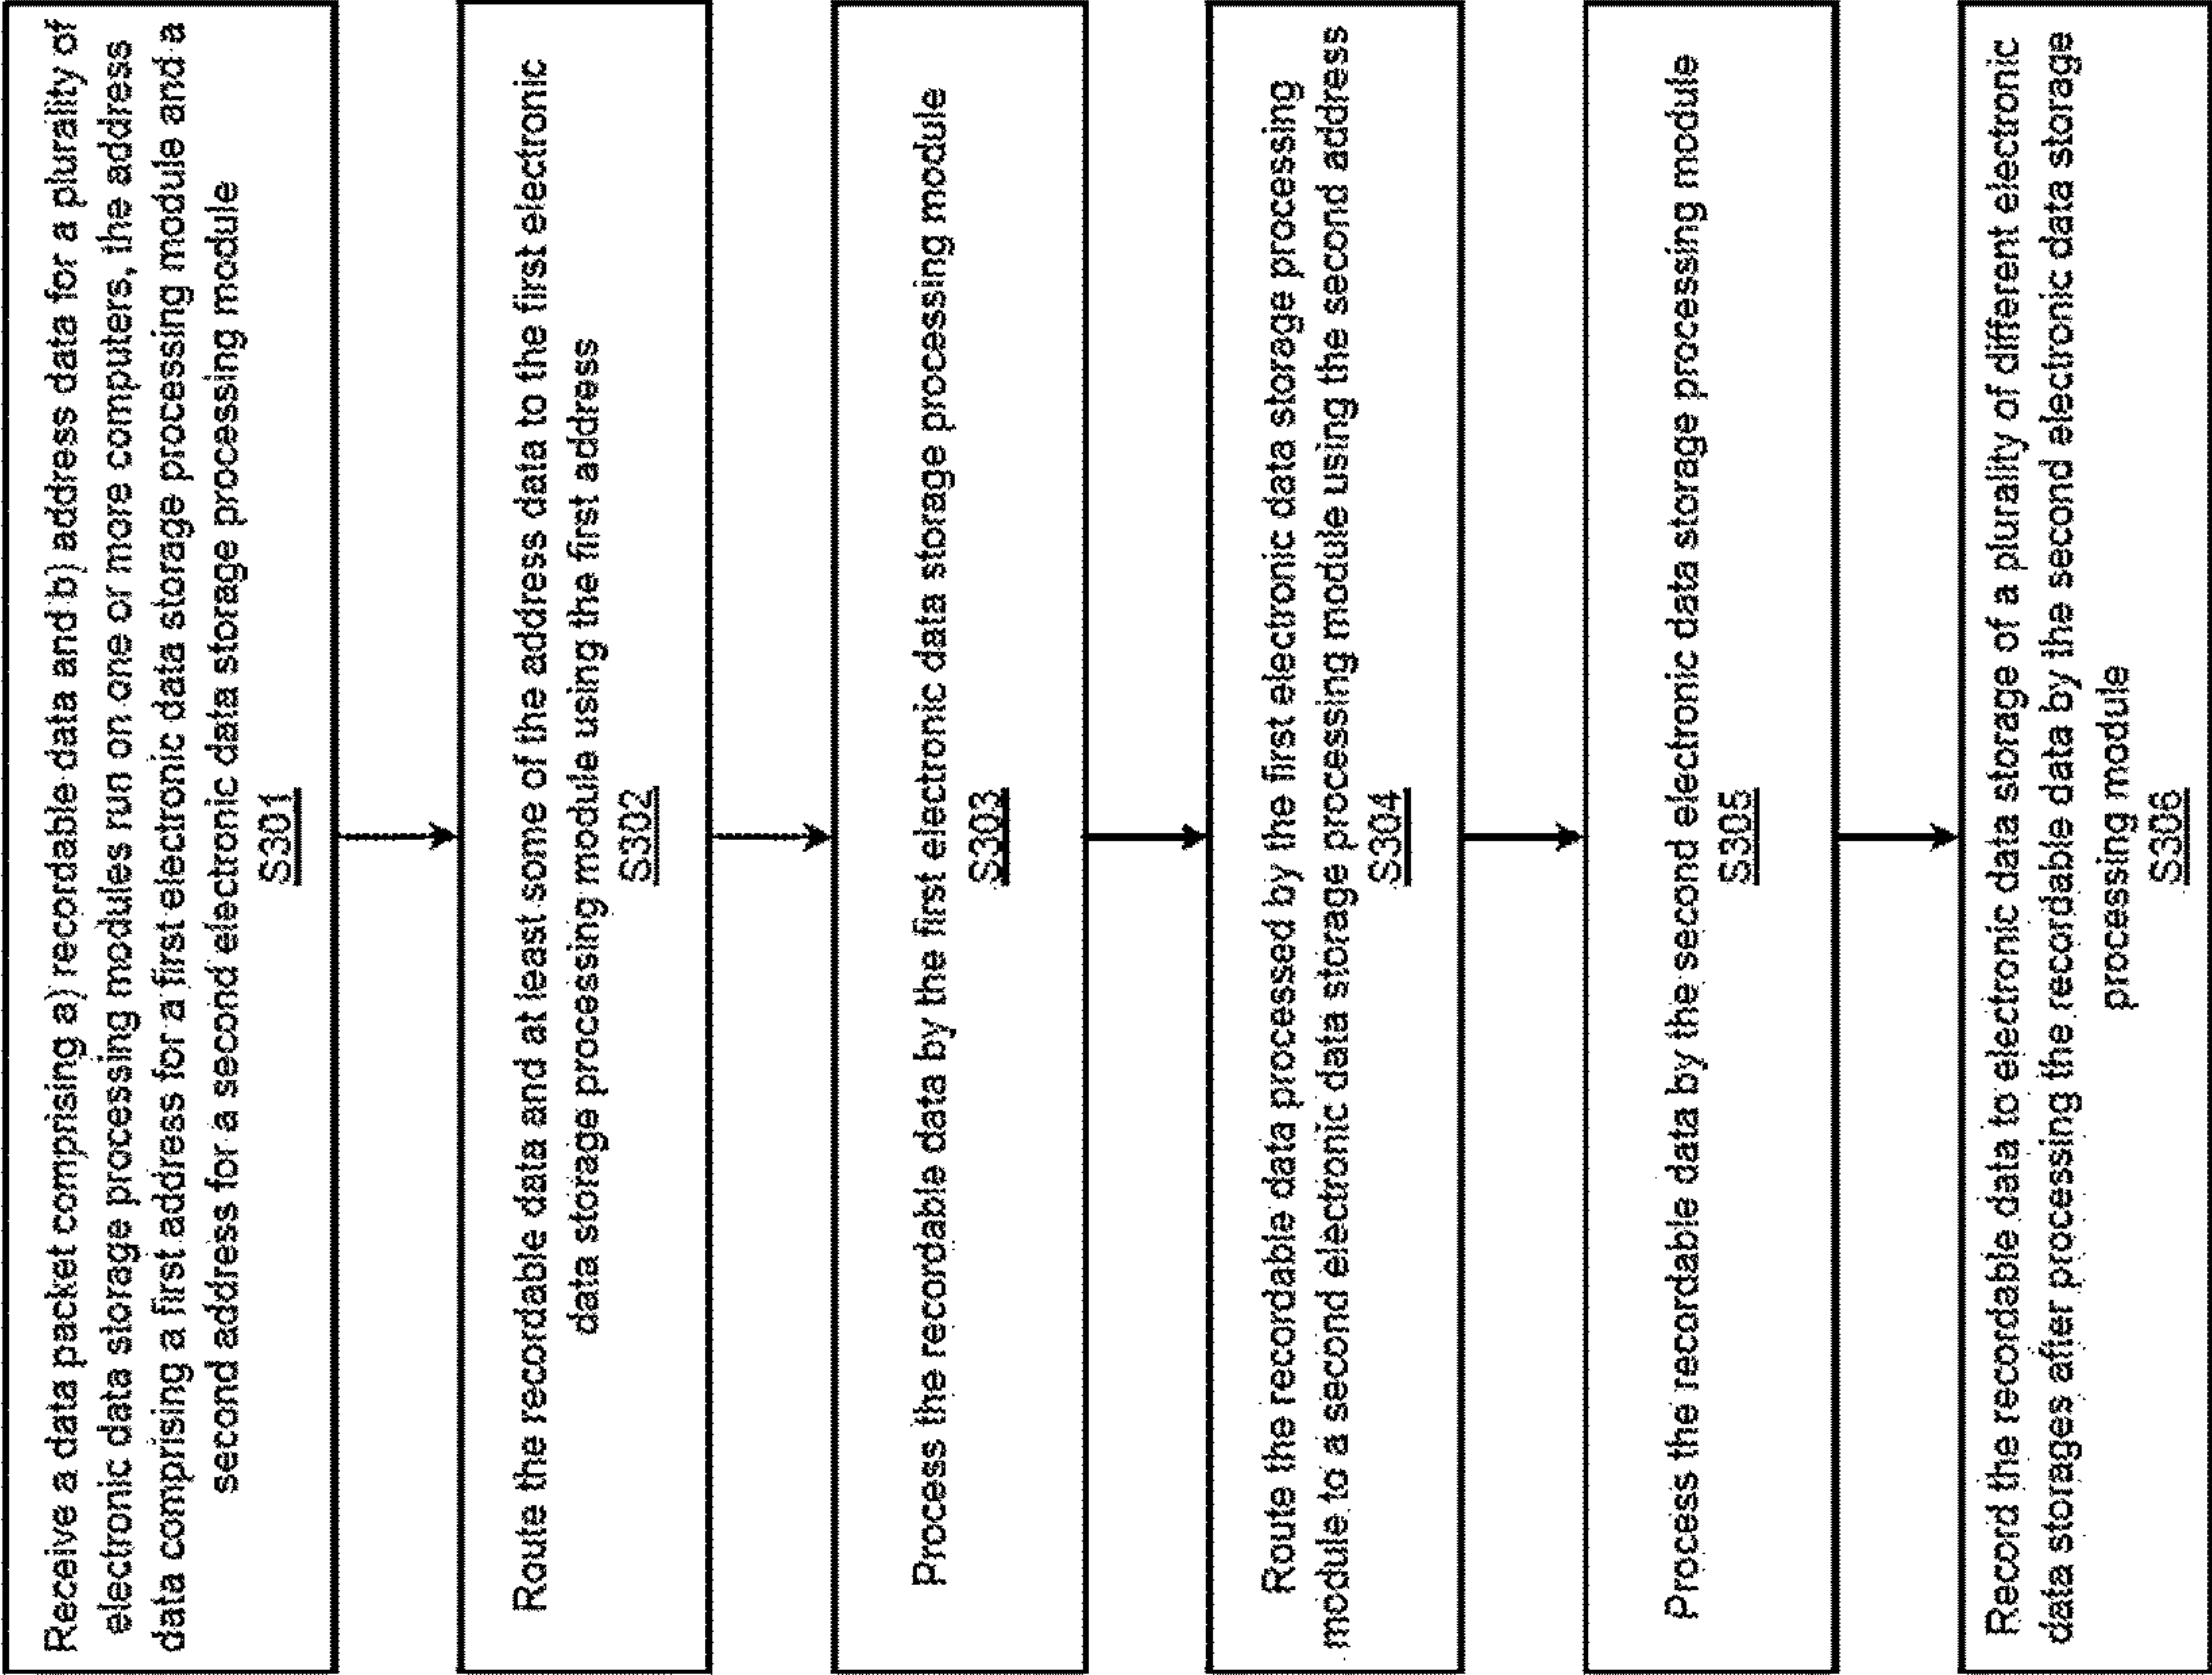 Receive a data packet comprising a) recordable data and b) address data for a plurality of
electronic data storage processing modules run on one or more computers, the address
data comprising a first address for a first electronic data storage processing module and a
second address for a second electronic data storage processing module
S301
Route the recordable data and at least some of the address data to the first electronic
data storage processing module using the first address
S302
Process the recordable data by the first electronic data storage processing module
S303
Route the recordable data processed by the first electronic data storage processing
module to a second electronic data storage processing module using the second address
S304
Process the recordable data by the second electronic data storage processing module
S305
Record the recordable data to electronic data storage of a plurality of different electronic
data storages after processing the recordable data by the second electronic data storage
processing module
S306